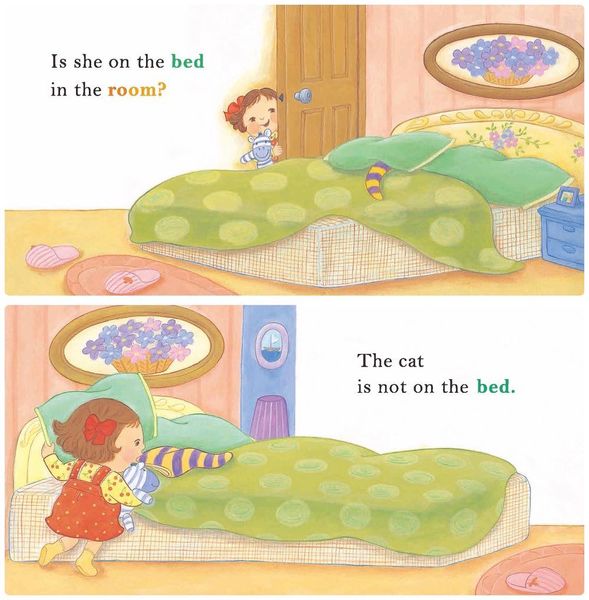 Is she on the bed
in the room?
The cat
is not on the bed.